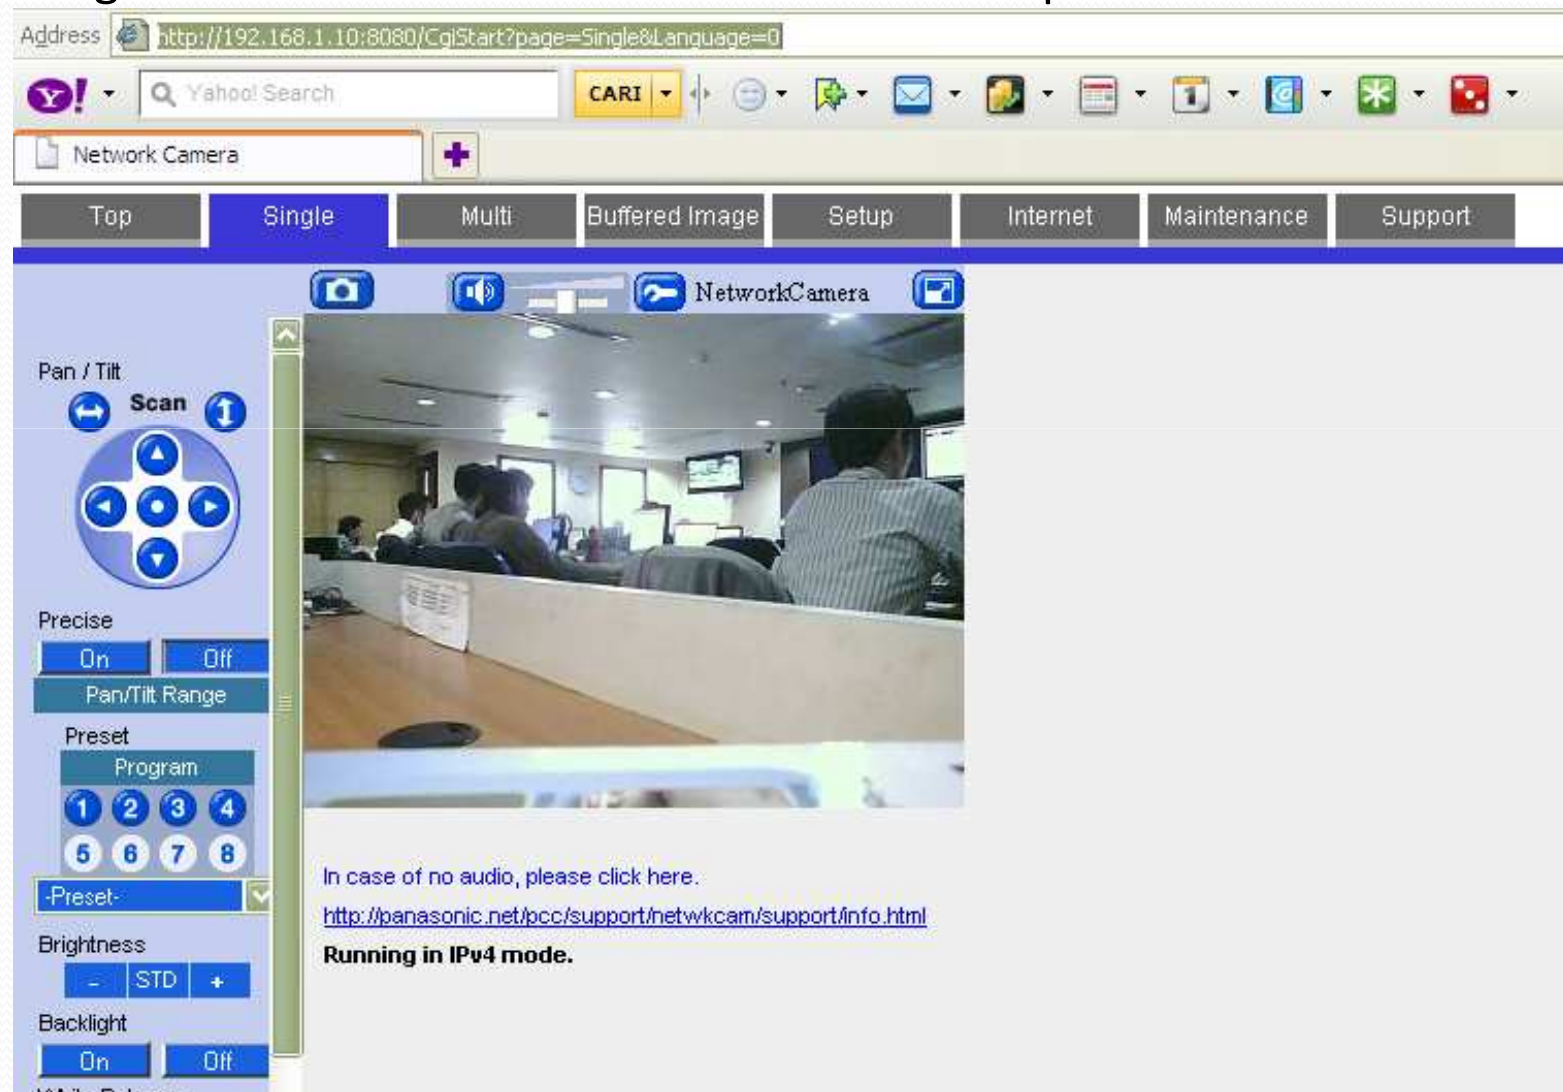 Address http://192.168.1.10:8080/CgiStart?page=Single&Language=0
Y! Yahoo! Search CARI 1 @
Network Camera
Top Single Multi Buffered Image Setup Internet Maintenance Support
NetworkCamera
Pan / Tilt
Scan
Precise
On Off
Pan/Tilt Range
Preset
Program
1 2 3 4
5 6 7 8
-Preset-
Brightness
- STD +
Backlight
On Off
In case of no audio, please click here.
http://panasonic.net/pcc/support/netwkcam/support/info.html
Running in IPv4 mode.